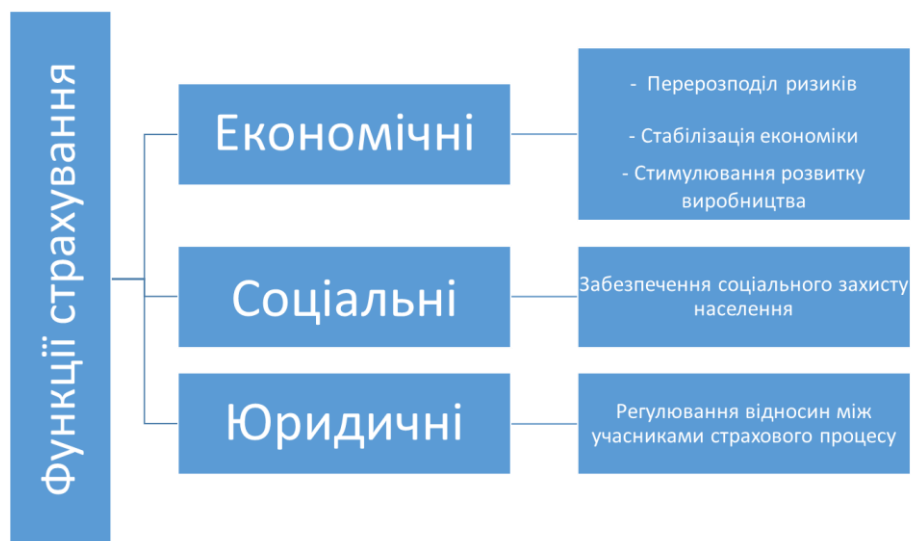 Функції страхування
Економічні
- Перерозподіл ризиків
- Стабілізація економіки
- Стимулювання розвитку
виробництва
Соціальні
Забезпечення соціального захисту
населення
Юридичні
Регулювання відносин між
учасниками страхового процесу